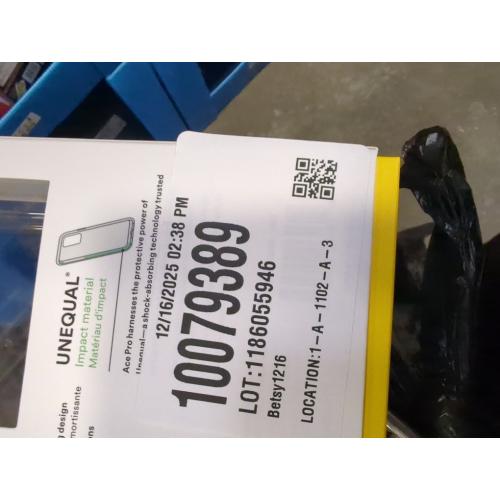 UNEQUAL®
Impact material
Matériau d'impact
Ace Pro harnesses the protective power of
Unequal—a shock-absorbing technology trusted
design
mortissante
12/16/2025 02:38 PM
10079389
LOT:1186055946
Betsy1216
LOCATION:1-A-1102-A-3